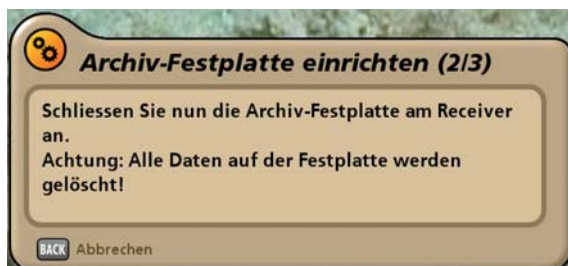 Archiv-Festplatte einrichten (2/3)
Schliessen Sie nun die Archiv-Festplatte am Receiver
an.
Achtung: Alle Daten auf der Festplatte werden
gelöscht!
BACK Abbrechen